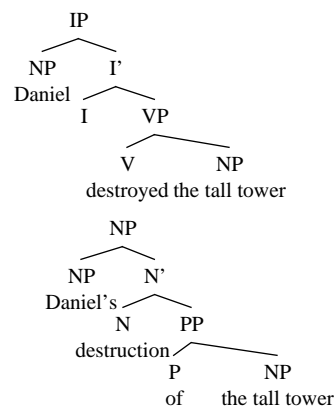 IP
NP I'
Daniel I VP
V NP
destroyed the tall tower
NP
NP N'
Daniel's N PP
destruction P NP
of the tall tower